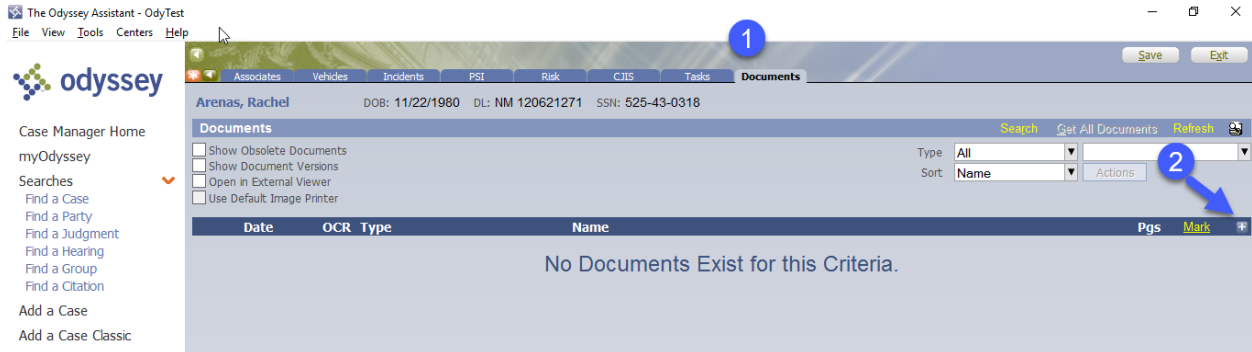 The Odyssey Assistant - OdyTest
File View Tools Centers Help
1
Save Exit
odyssey
Associates Vehicles Incidents PSI Risk CJIS Tasks Documents
Arenas, Rachel DOB: 11/22/1980 DL: NM 120621271 SSN: 525-43-0318
Case Manager Home
Documents Search Get All Documents Refresh
Show Obsolete Documents
Type All
myOdyssey
Show Document Versions
2
Searches
Open in External Viewer
Sort Name Actions
Find a Case
Use Default Image Printer
Find a Party
Find a Judgment
Date OCR Type Name Pgs Mark
Find a Hearing
Find a Group
No Documents Exist for this Criteria.
Find a Citation
Add a Case
Add a Case Classic